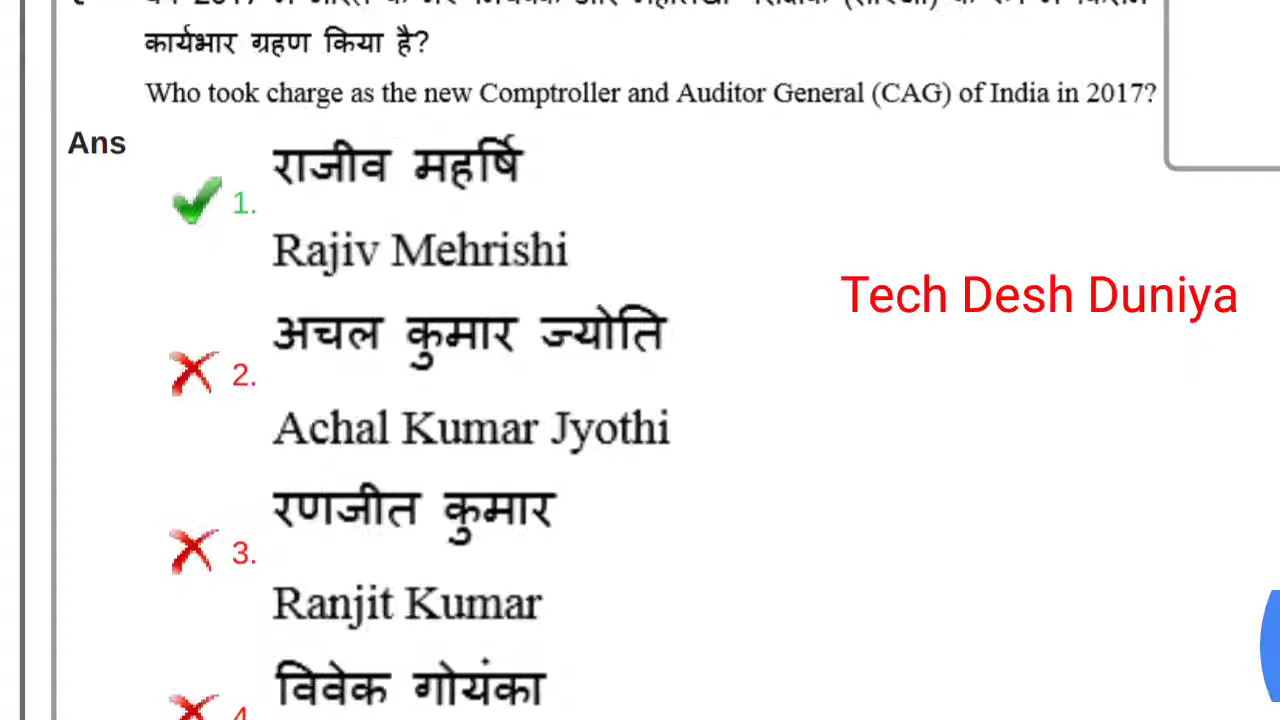 कार्यभार ग्रहण किया है?
Who took charge as the new Comptroller and Auditor General (CAG) of India in 2017?
Ans
राजीव महर्षि
1.
Rajiv Mehrishi
Tech Desh Duniya
अचल कुमार ज्योति
2.
Achal Kumar Jyothi
रणजीत कुमार
3.
Ranjit Kumar
विवेक गोयंका
4